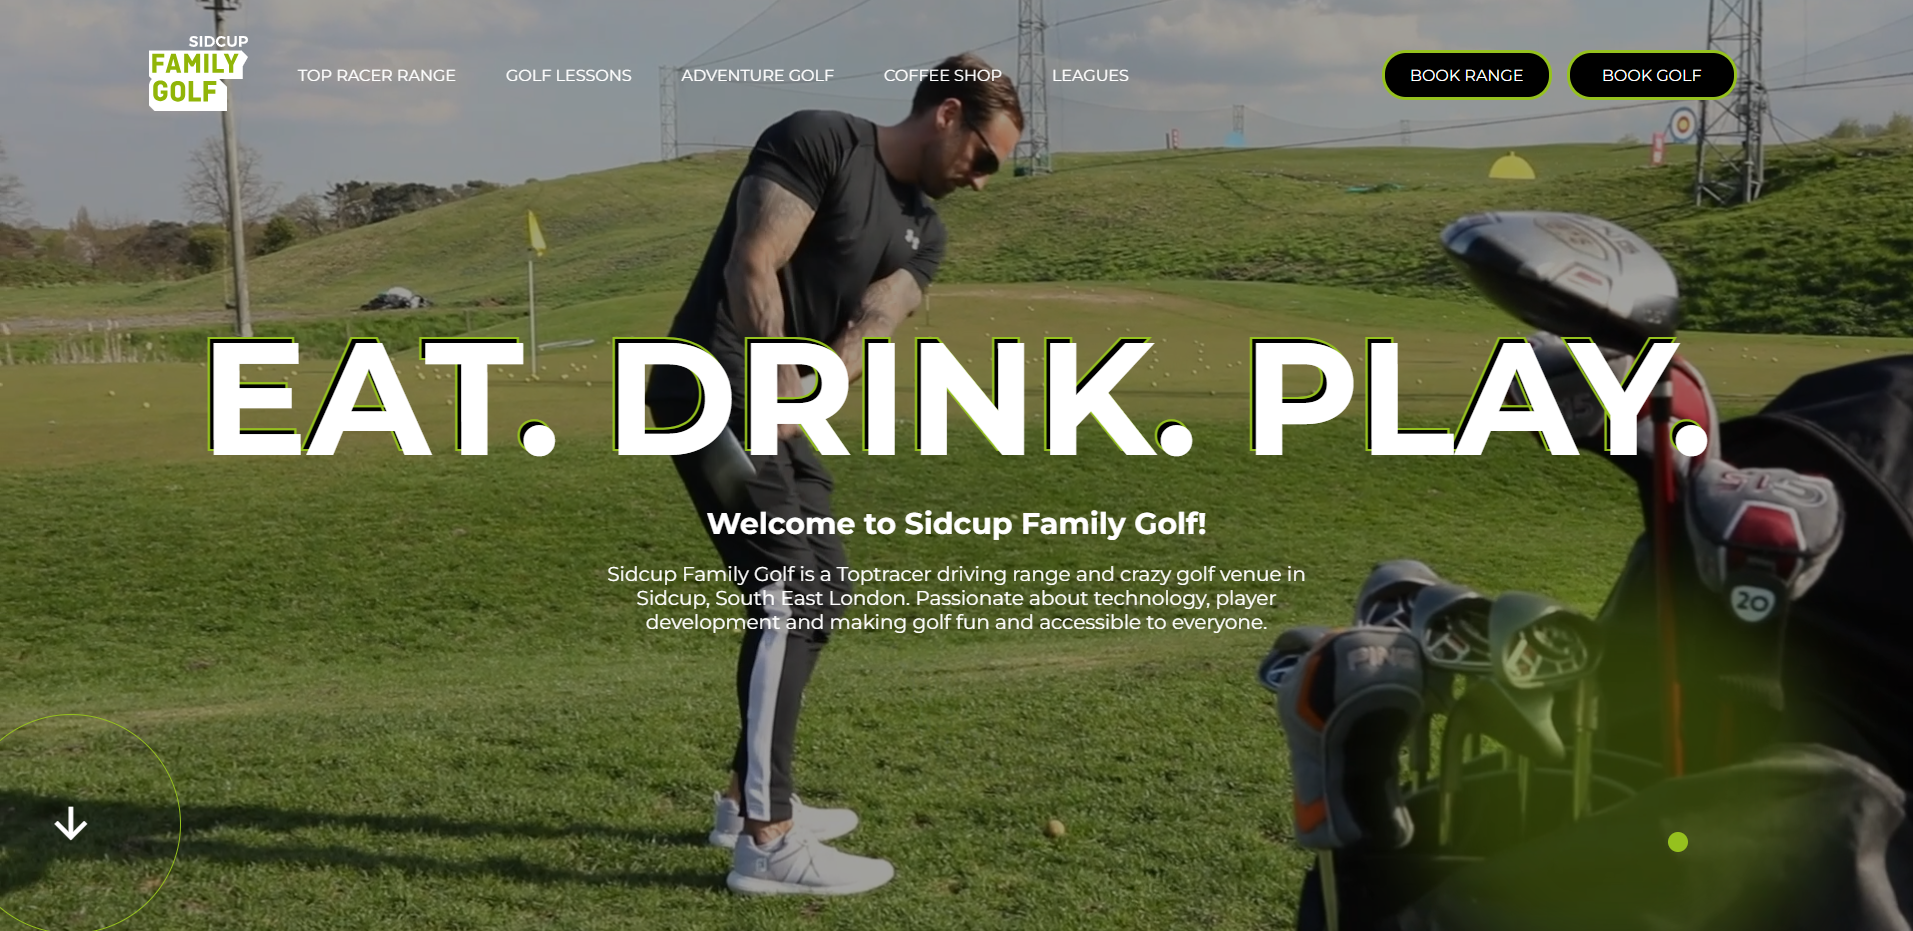 SIDCUP
FAMILY
GOLF
TOP RACER RANGE
GOLF LESSONS
ADVENTURE GOLF
COFFEE SHOP
LEAGUES
BOOK RANGE
BOOK GOLF
EAT. DRINK. PLAY.
Welcome to Sidcup Family Golf!
Sidcup Family Golf is a Toptracer driving range and crazy golf venue in
Sidcup, South East London. Passionate about technology, player
development and making golf fun and accessible to everyone.
PING
20